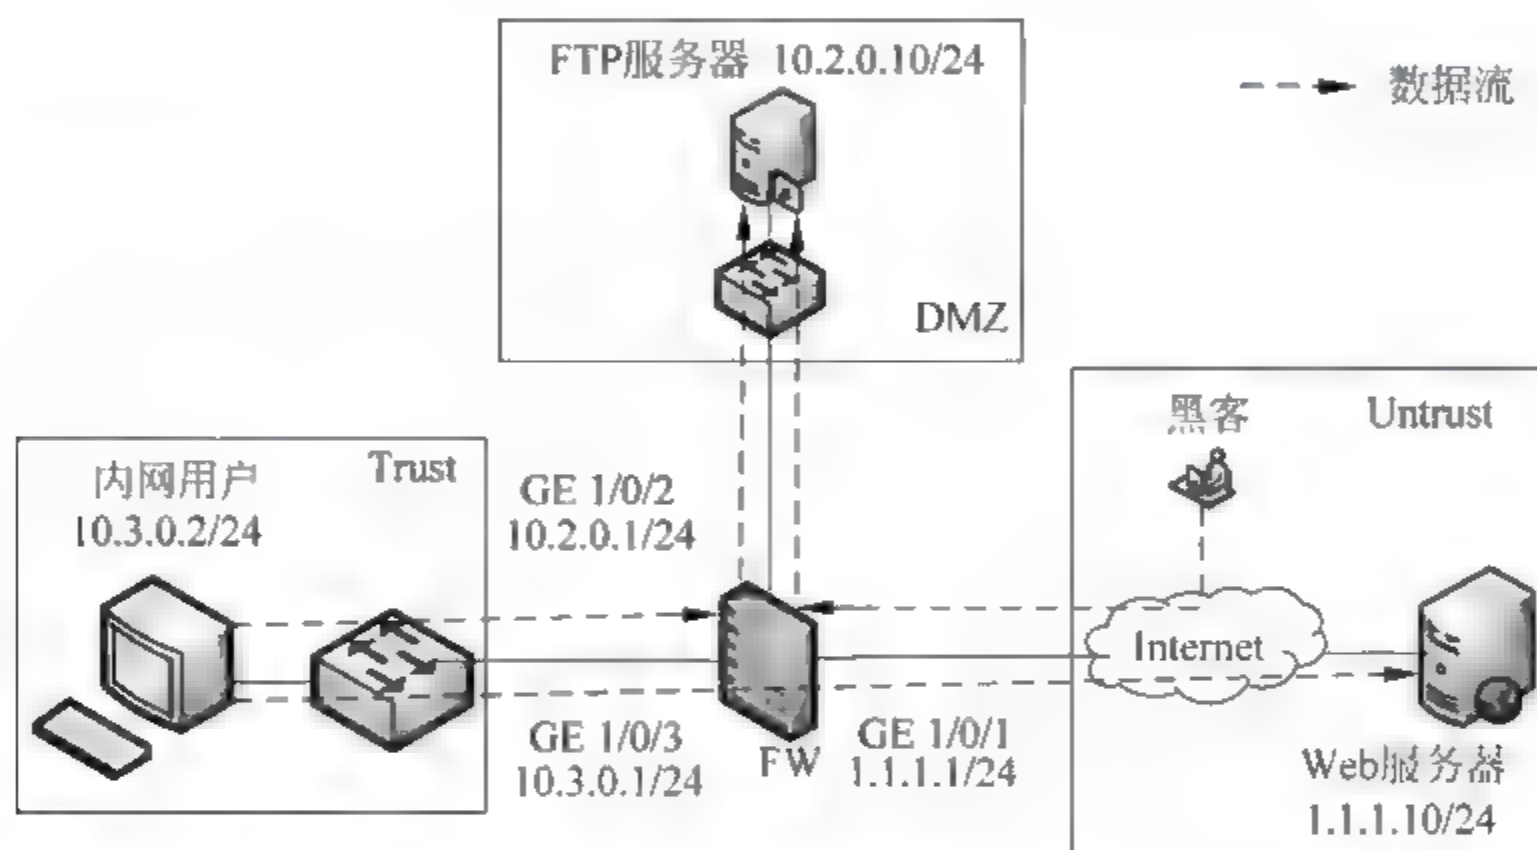 FTP服务器 10.2.0.10/24
数据流
DMZ
黑客
Untrust
内网用户
10.3.0.2/24
Trust
GE 1/0/2
10.2.0.1/24
Internet
GE 1/0/3
10.3.0.1/24
FW
GE 1/0/1
1.1.1.1/24
Web服务器
1.1.1.10/24